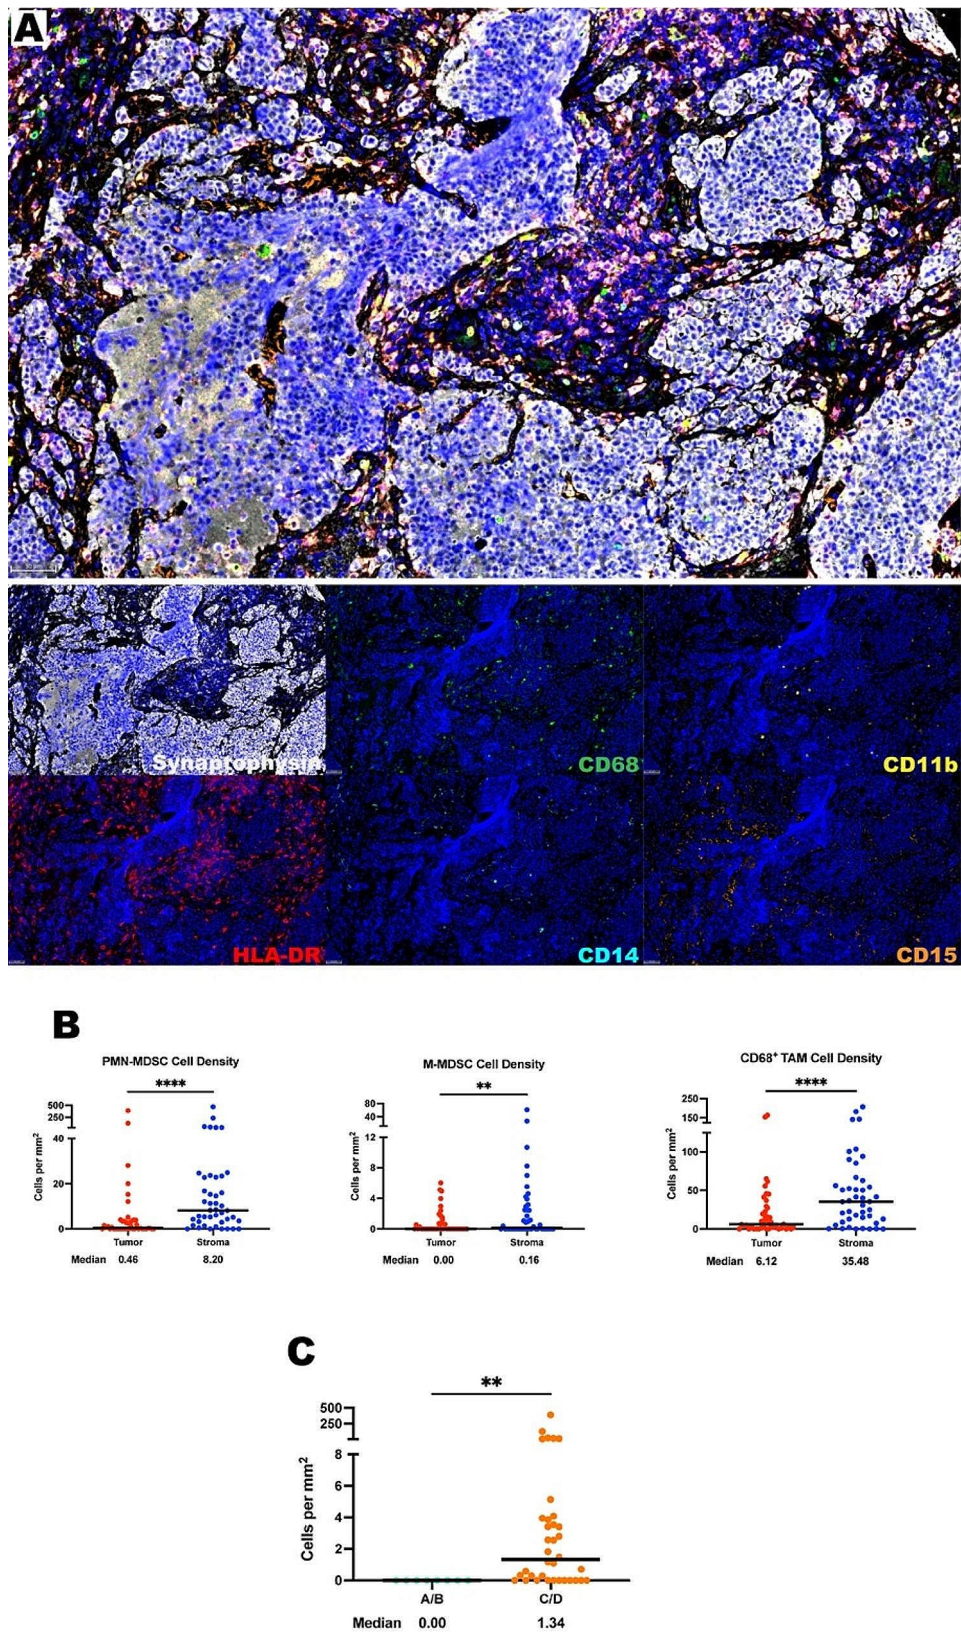 A
Synaptophysin
CD68
CD11b
HLA-DR
CD14
CD15
B
PMN-MDSC Cell Density
****
Cells per mm²
500
250
40
20
0
Tumor Stroma
Median 0.46 8.20
M-MDSC Cell Density
**
Cells per mm²
80
40
12
8
4
0
Tumor Stroma
Median 0.00 0.16
CD68⁺ TAM Cell Density
****
Cells per mm²
250
150
100
50
0
Tumor Stroma
Median 6.12 35.48
C
**
Cells per mm²
500
250
8
6
4
2
0
A/B C/D
Median 0.00 1.34